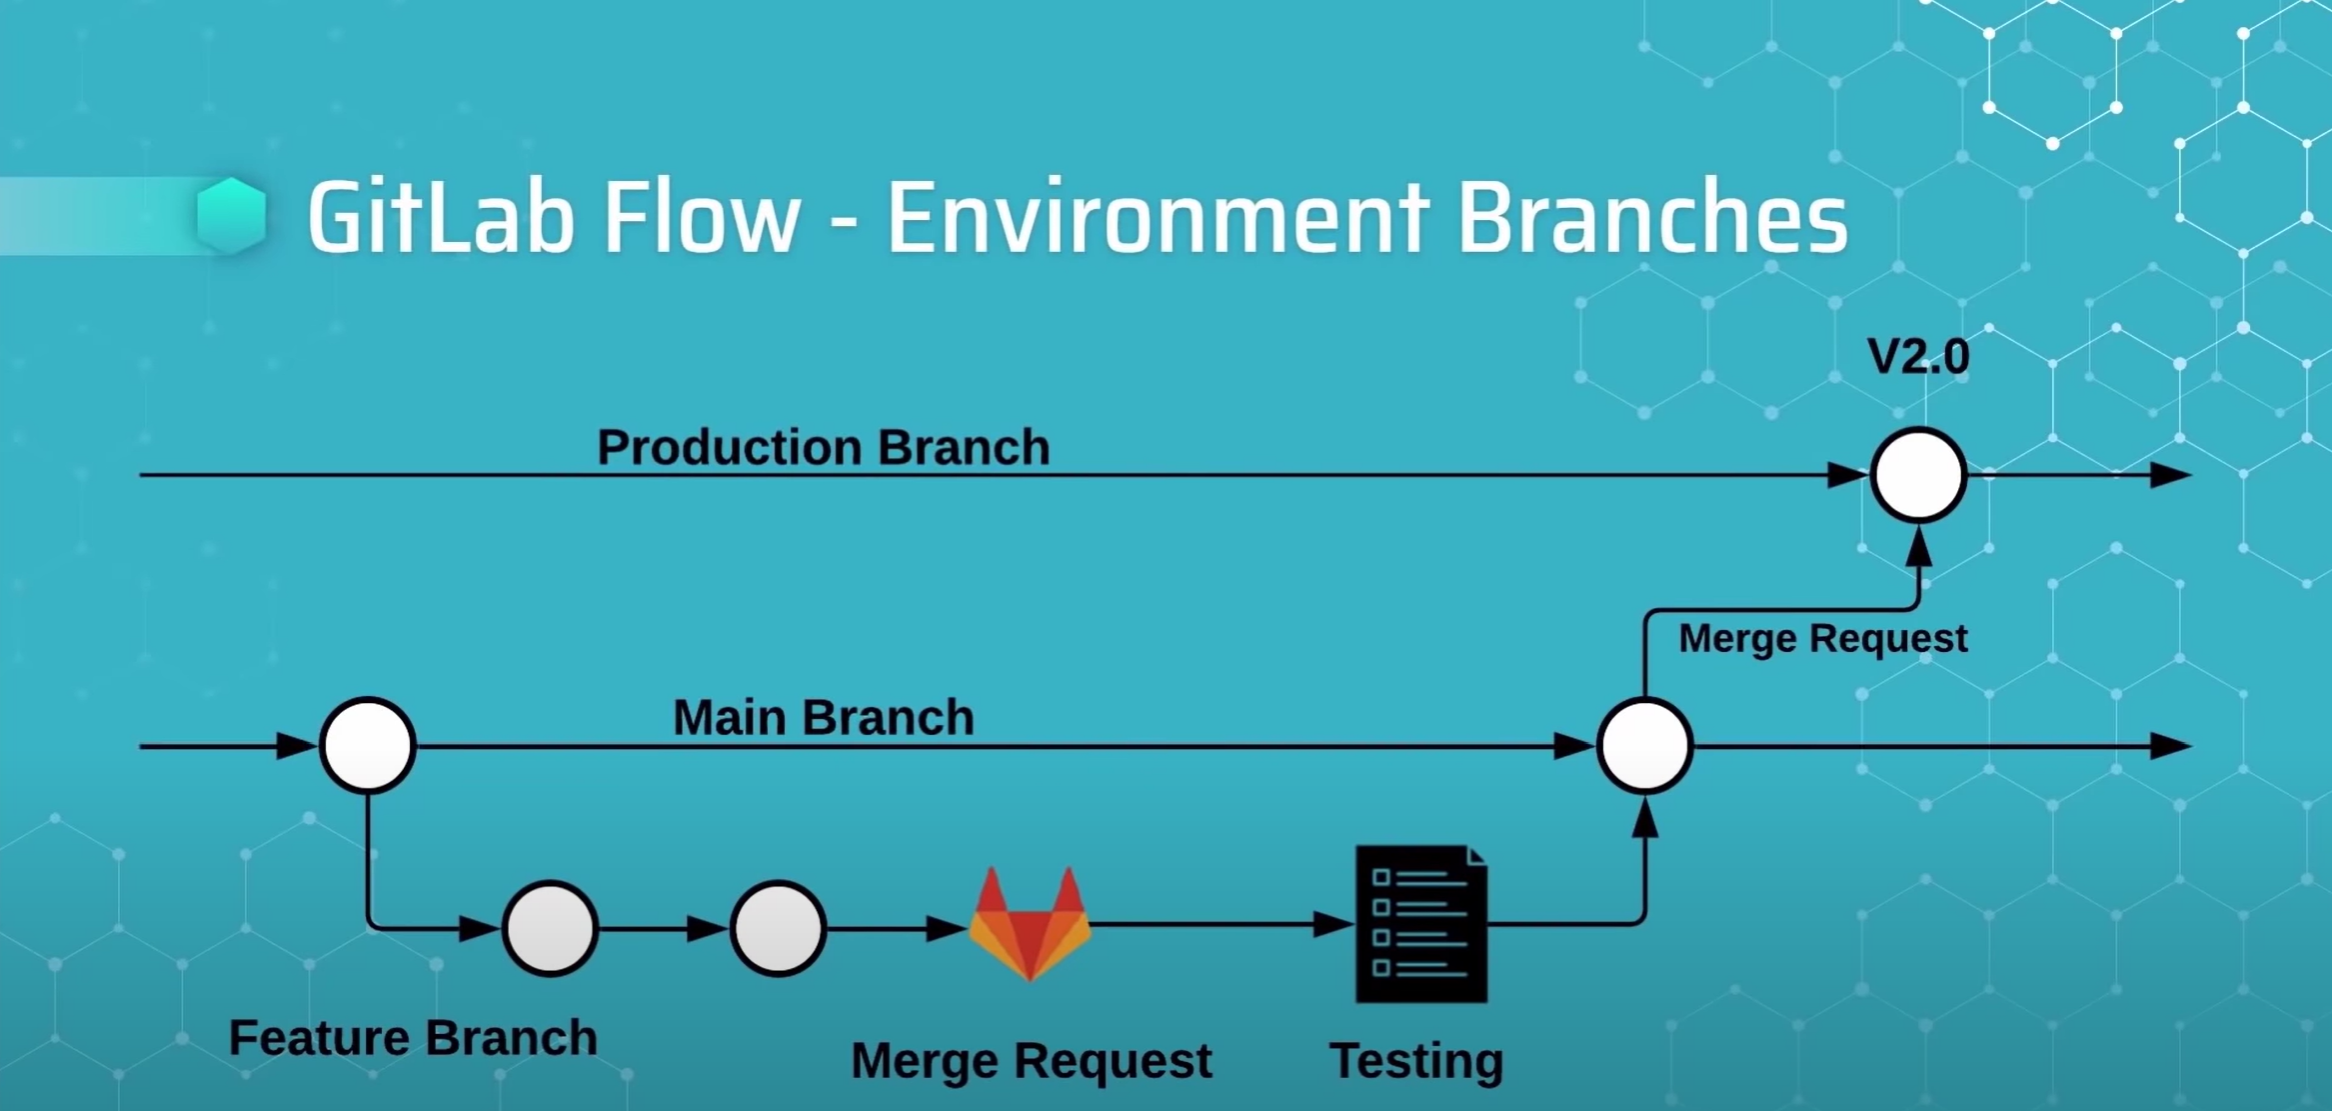 GitLab Flow - Environment Branches
V2.0
Production Branch
Merge Request
Main Branch
Feature Branch
Merge Request
Testing